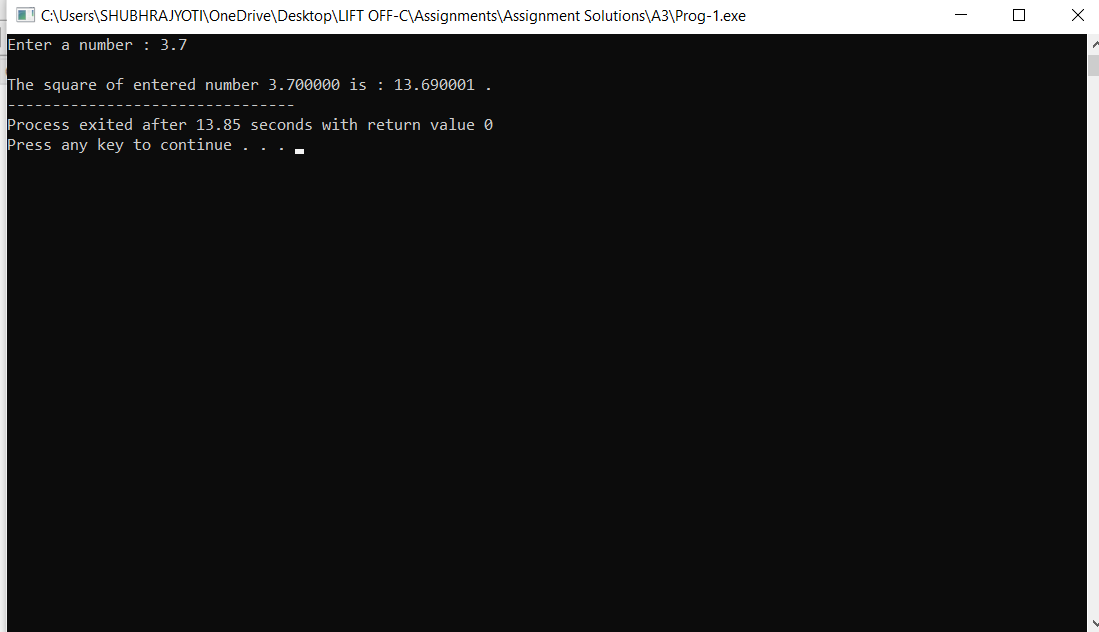 C:\Users\SHUBHRAJYOTI\OneDrive\Desktop\LIFT OFF-C\Assignments\Assignment Solutions\A3\Prog-1.exe
Enter a number : 3.7
The square of entered number 3.700000 is : 13.690001 .
--------------------------------
Process exited after 13.85 seconds with return value 0
Press any key to continue . . .